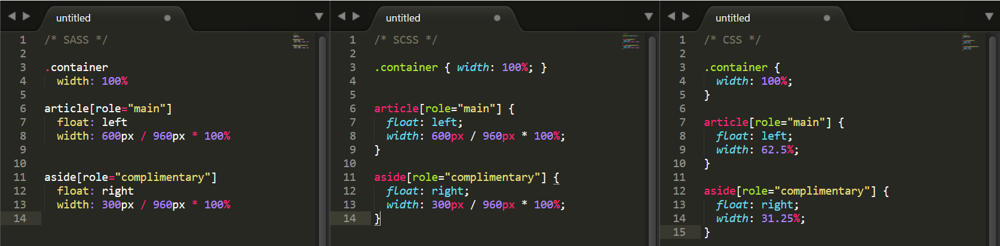 untitled
1 /* SASS */
2
3 .container
4 width: 100%
5
6 article[role="main"]
7 float: left
8 width: 600px / 960px * 100%
9
10
11 aside[role="complimentary"]
12 float: right
13 width: 300px / 960px * 100%
14
untitled
1 /* SCSS */
2
3 .container { width: 100%; }
4
5
6 article[role="main"] {
7 float: left;
8 width: 600px / 960px * 100%;
9 }
10
11 aside[role="complimentary"] {
12 float: right;
13 width: 300px / 960px * 100%;
14 }
untitled
1 /* CSS */
2
3 .container {
4 width: 100%;
5 }
6
7 article[role="main"] {
8 float: left;
9 width: 62.5%;
10 }
11
12 aside[role="complimentary"] {
13 float: right;
14 width: 31.25%;
15 }